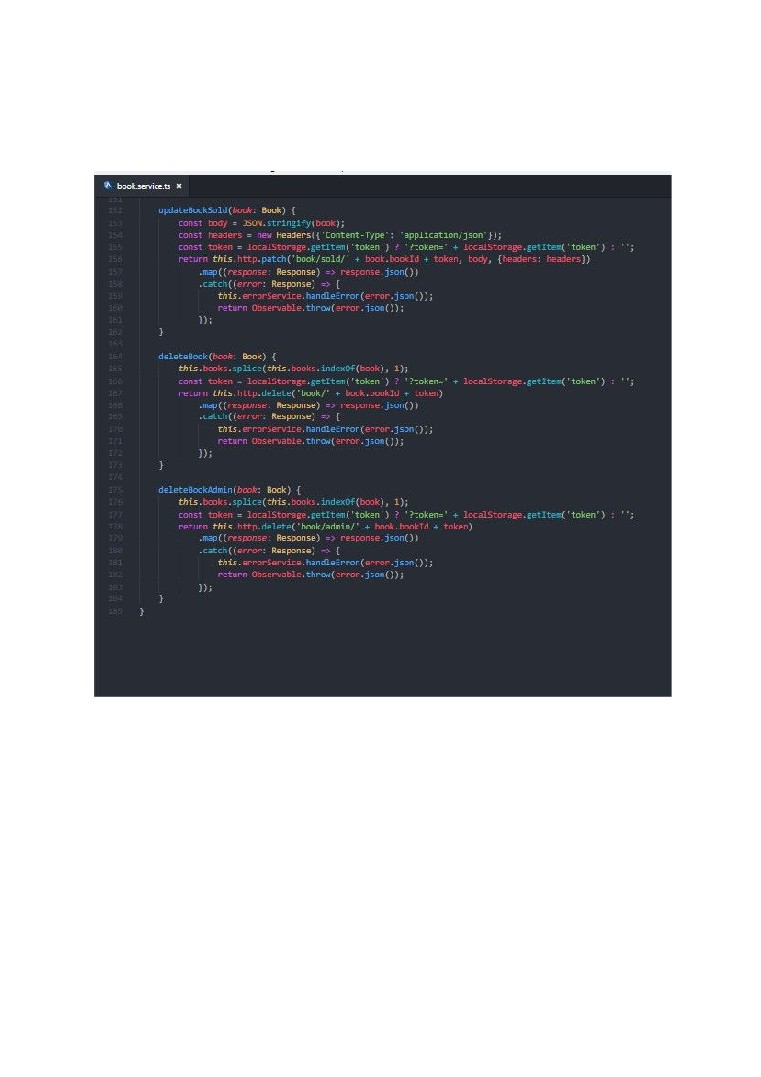 book.service.ts ×
151
152 updateBookSold(book: Book) {
153 const body = JSON.stringify(book);
154 const headers = new Headers({'Content-Type': 'application/json'});
155 const token = localStorage.getItem('token') ? '?token=' + localStorage.getItem('token') : '';
156 return this.http.patch('book/sold/' + book.bookId + token, body, {headers: headers})
157 .map((response: Response) => response.json())
158 .catch((error: Response) => {
159 this.errorService.handleError(error.json());
160 return Observable.throw(error.json());
161 });
162 }
163
164 deleteBook(book: Book) {
165 this.books.splice(this.books.indexOf(book), 1);
166 const token = localStorage.getItem('token') ? '?token=' + localStorage.getItem('token') : '';
167 return this.http.delete('book/' + book.bookId + token)
168 .map((response: Response) => response.json())
169 .catch((error: Response) => {
170 this.errorService.handleError(error.json());
171 return Observable.throw(error.json());
172 });
173 }
174
175 deleteBookAdmin(book: Book) {
176 this.books.splice(this.books.indexOf(book), 1);
177 const token = localStorage.getItem('token') ? '?token=' + localStorage.getItem('token') : '';
178 return this.http.delete('book/admin/' + book.bookId + token)
179 .map((response: Response) => response.json())
180 .catch((error: Response) => {
181 this.errorService.handleError(error.json());
182 return Observable.throw(error.json());
183 });
184 }
185 }